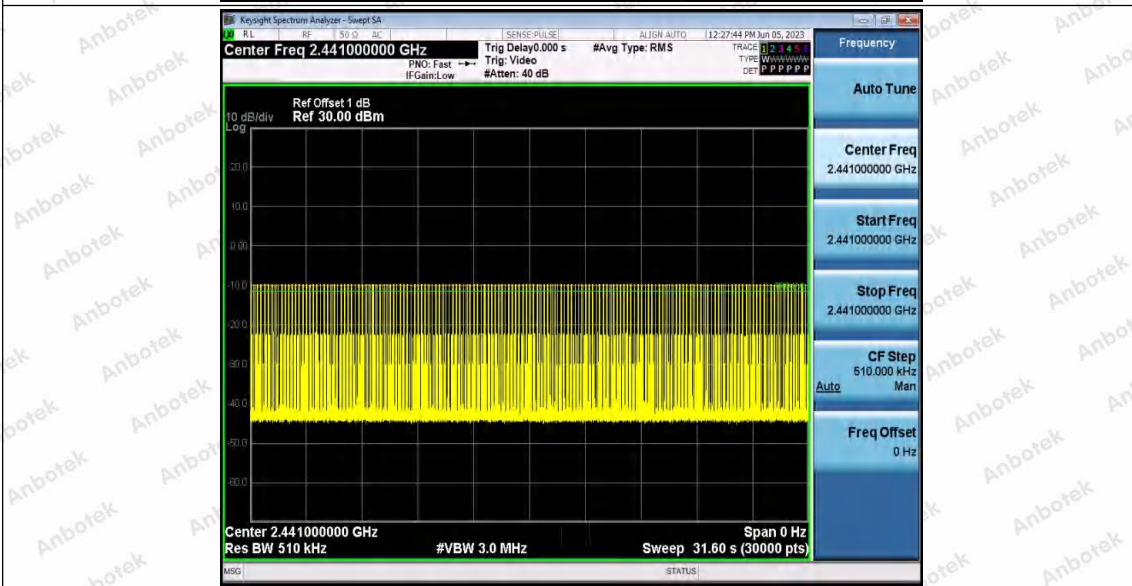 Keysight Spectrum Analyzer - Swept SA
RL RF 50 Ω AC SENSE:PULSE ALIGN AUTO 12:27:44 PM Jun 05, 2023
Center Freq 2.441000000 GHz
PNO: Fast
IFGain:Low
Trig Delay0.000 s
Trig: Video
#Atten: 40 dB
#Avg Type: RMS
TRACE 1 2 3 4 5 6
TYPE WWWWWW
DET P P P P P P
Ref Offset 1 dB
10 dB/div Ref 30.00 dBm
Log
20.0
10.0
0.00
-10.0
-20.0
-30.0
-40.0
-50.0
-60.0
Center 2.441000000 GHz Span 0 Hz
Res BW 510 kHz #VBW 3.0 MHz Sweep 31.60 s (30000 pts)
MSG STATUS
Frequency
Auto Tune
Center Freq
2.441000000 GHz
Start Freq
2.441000000 GHz
Stop Freq
2.441000000 GHz
CF Step
510.000 kHz
Auto Man
Freq Offset
0 Hz
Anbotek